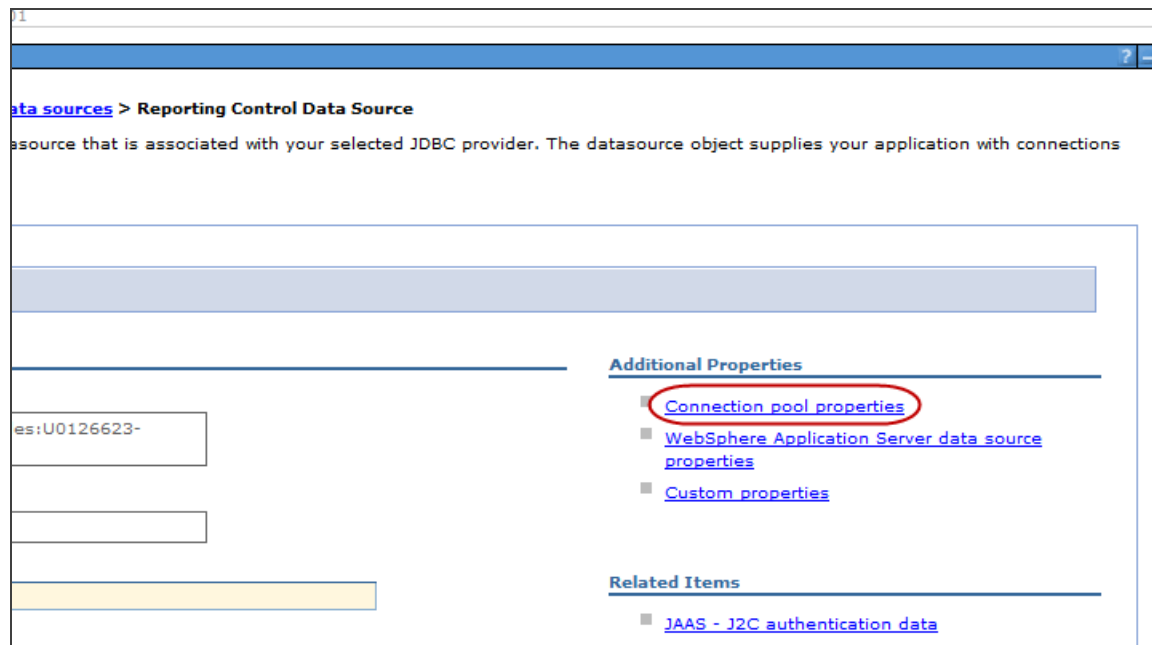 01
?
ata sources > Reporting Control Data Source
asource that is associated with your selected JDBC provider. The datasource object supplies your application with connections
Additional Properties
Connection pool properties
es:U0126623-
WebSphere Application Server data source
properties
Custom properties
Related Items
JAAS - J2C authentication data